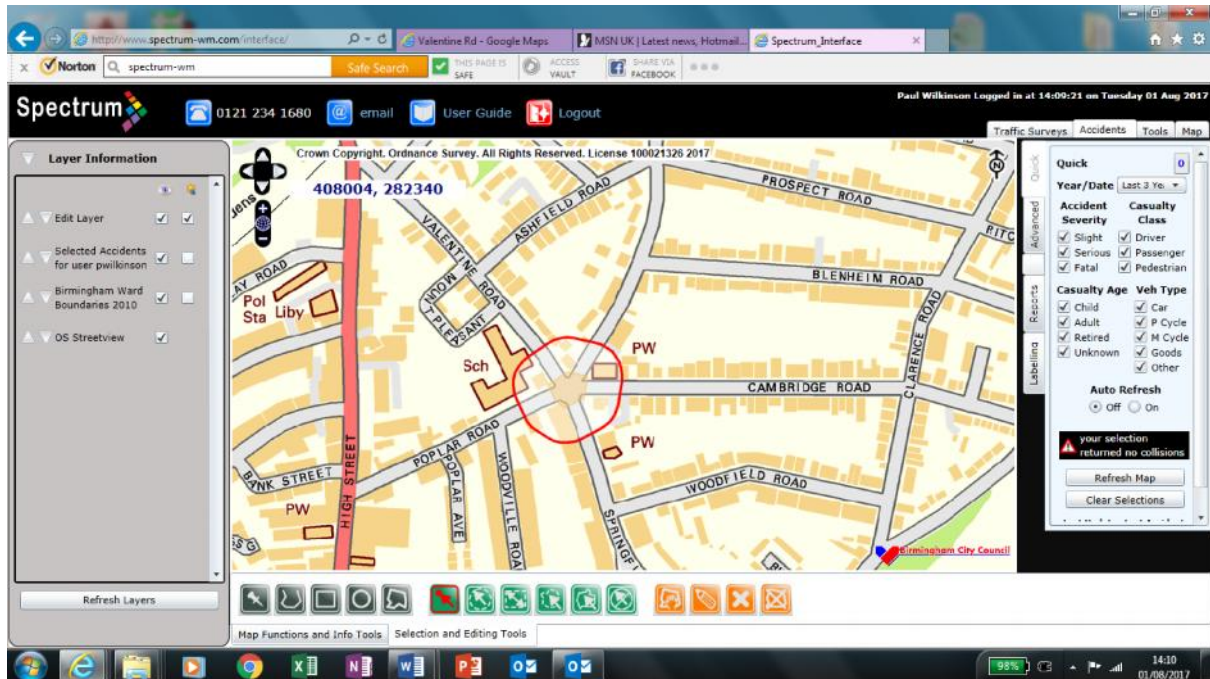 http://www.spectrum-wm.com/interface/
Valentine Rd - Google Maps
MSN UK | Latest news, Hotmail...
Spectrum_Interface
x Norton spectrum-wm Safe Search THIS PAGE IS SAFE ACCESS VAULT SHARE VIA FACEBOOK
Paul Wilkinson Logged in at 14:09:21 on Tuesday 01 Aug 2017
Spectrum 0121 234 1680 email User Guide Logout
Traffic Surveys Accidents Tools Map
Layer Information
Edit Layer
Selected Accidents
for user pwilkinson
Birmingham Ward
Boundaries 2010
OS Streetview
Refresh Layers
Crown Copyright. Ordnance Survey. All Rights Reserved. License 100021326 2017
408004, 282340
N
PROSPECT ROAD
ASHFIELD ROAD
VALENTINE ROAD
RITC
BLENHEIM ROAD
AY ROAD
Pol
Sta
Liby
MOUNT PLEASANT
Sch
PW
CLARENCE ROAD
CAMBRIDGE ROAD
POPLAR ROAD
PW
BANK STREET
HIGH STREET
POPLAR AVE
WOODVILLE ROA
WOODFIELD ROAD
PW
SPRINGF
Birmingham City Council
Map Functions and Info Tools
Selection and Editing Tools
Quick
Advanced
Reports
Labelling
Quick 0
Year/Date Last 3 Ye
Accident Severity
Casualty Class
Slight Driver
Serious Passenger
Fatal Pedestrian
Casualty Age Veh Type
Child Car
Adult P Cycle
Retired M Cycle
Unknown Goods
Other
Auto Refresh
Off On
your selection
returned no collisions
Refresh Map
Clear Selections
98%
14:10
01/08/2017